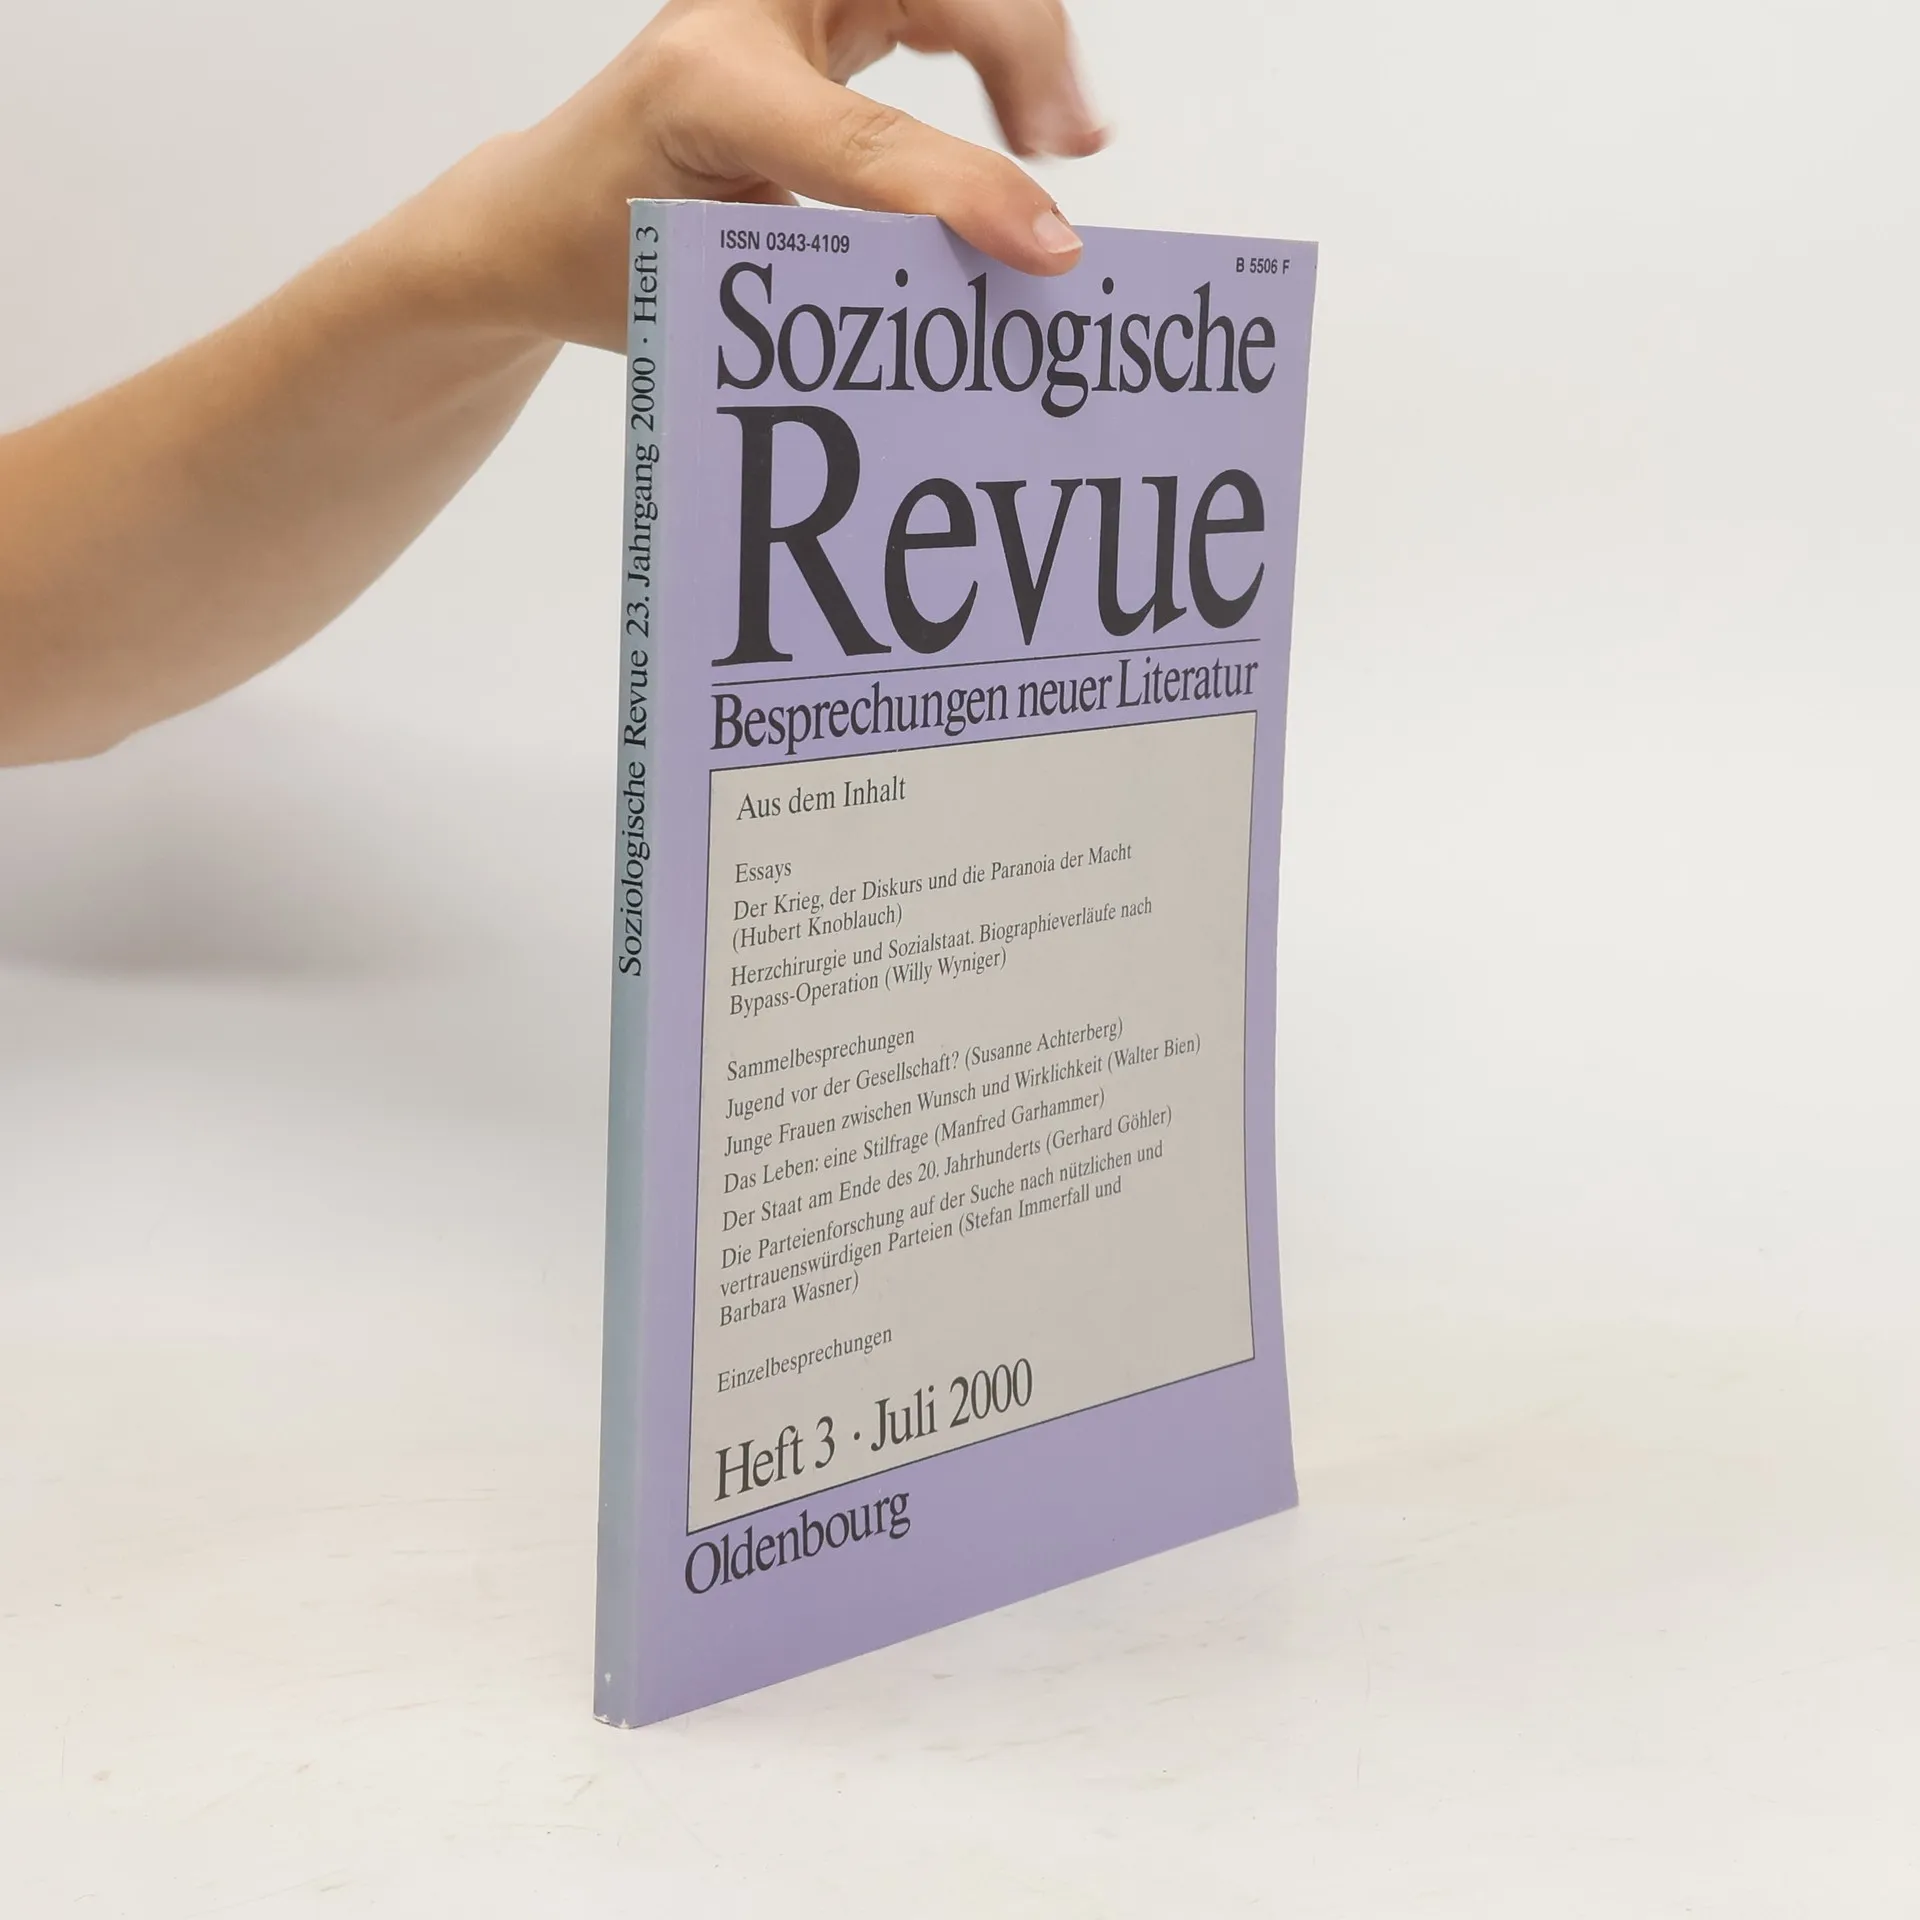 Soziologische Revue 23. Jahrgang 2000 · Heft 3
ISSN 0343-4109
B 5506 F
Soziologische
Revue
Besprechungen neuer Literatur
Aus dem Inhalt
Essays
Der Krieg, der Diskurs und die Paranoia der Macht
(Hubert Knoblauch)
Herzchirurgie und Sozialstaat. Biographieverläufe nach
Bypass-Operation (Willy Wyniger)
Sammelbesprechungen
Jugend vor der Gesellschaft? (Susanne Achterberg)
Junge Frauen zwischen Wunsch und Wirklichkeit (Walter Bien)
Das Leben: eine Stilfrage (Manfred Garhammer)
Der Staat am Ende des 20. Jahrhunderts (Gerhard Göhler)
Die Parteienforschung auf der Suche nach nützlichen und
vertrauenswürdigen Parteien (Stefan Immerfall und
Barbara Wasner)
Einzelbesprechungen
Heft 3 · Juli 2000
Oldenbourg